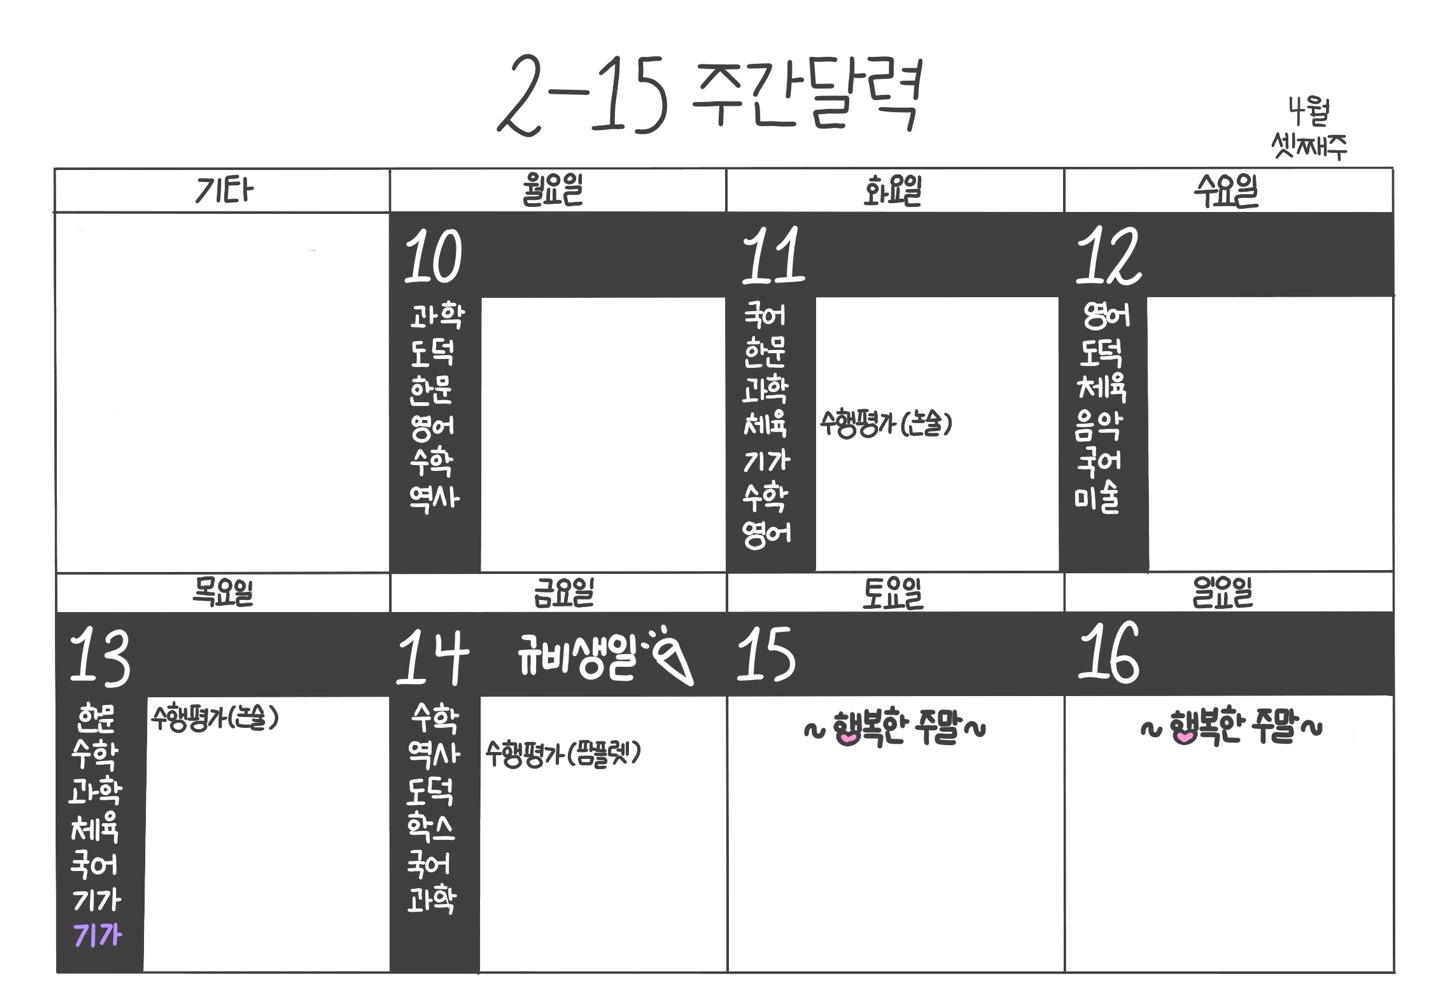 2-15 주간달력
4월
셋째주
기타
월요일
화요일
수요일
10
과학
도덕
한문
영어
수학
역사
11
국어
한문
과학
체육 수행평가(논술)
기가
수학
영어
12
영어
도덕
체육
음악
국어
미술
목요일
금요일
토요일
일요일
13
한문 수행평가(논술)
수학
과학
체육
국어
기가
기가
14 규비생일
수학
역사 수행평가(팜플렛)
도덕
학스
국어
과학
15
~ 행복한 주말~
16
~ 행복한 주말~